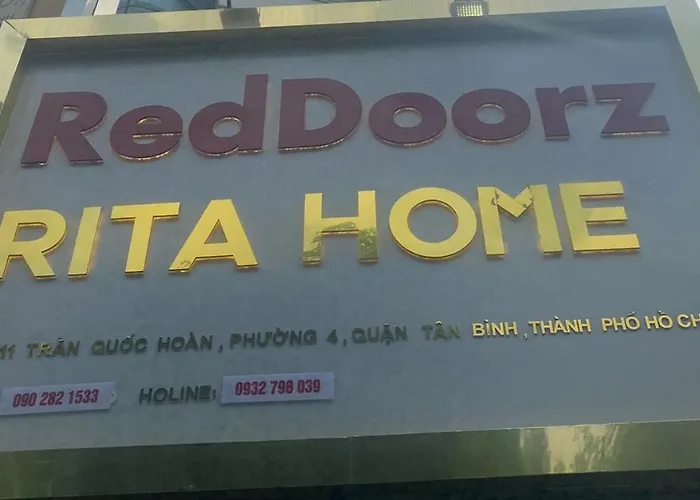 RedDoorz
RITA HOME
11 TRẦN QUỐC HOÀN, PHƯỜNG 4, QUẬN TÂN BÌNH, THÀNH PHỐ HỒ CH
090 282 1533 HOLINE: 0932 798 039